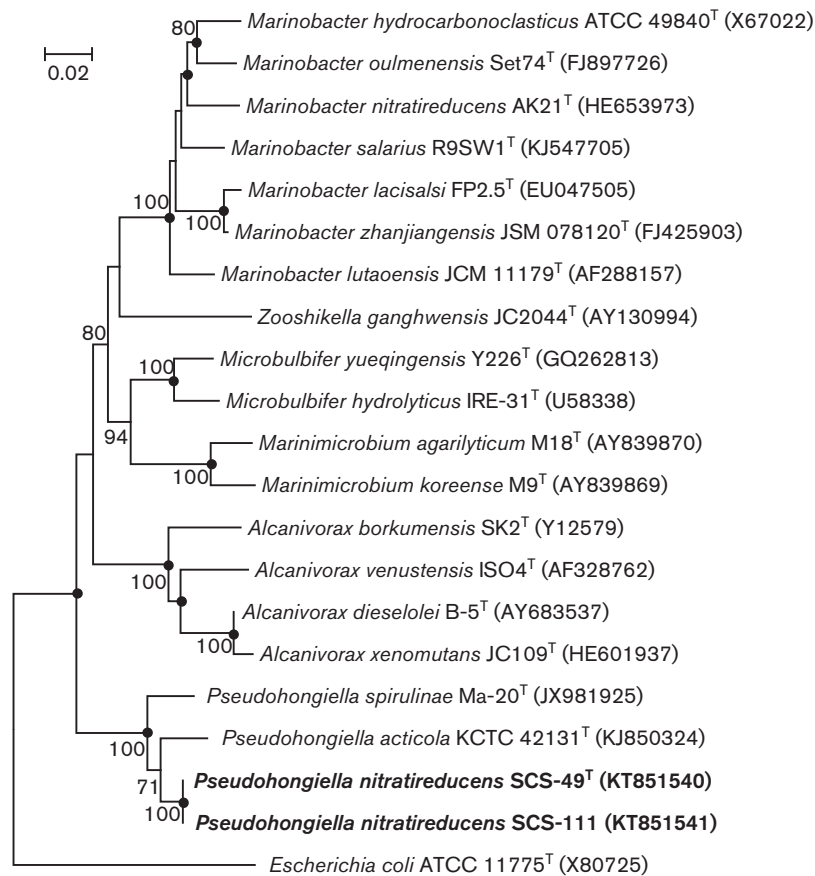 80
Marinobacter hydrocarbonoclasticus ATCC 49840T (X67022)
0.02
Marinobacter oulmenensis Set74T (FJ897726)
Marinobacter nitratireducens AK21T (HE653973)
Marinobacter salarius R9SW1T (KJ547705)
Marinobacter lacisalsi FP2.5T (EU047505)
100
100
Marinobacter zhanjiangensis JSM 078120T (FJ425903)
Marinobacter lutaoensis JCM 11179T (AF288157)
Zooshikella ganghwensis JC2044T (AY130994)
80
Microbulbifer yueqingensis Y226T (GQ262813)
100
Microbulbifer hydrolyticus IRE-31T (U58338)
94
Marinimicrobium agarilyticum M18T (AY839870)
100
Marinimicrobium koreense M9T (AY839869)
Alcanivorax borkumensis SK2T (Y12579)
100
Alcanivorax venustensis ISO4T (AF328762)
Alcanivorax dieselolei B-5T (AY683537)
100
Alcanivorax xenomutans JC109T (HE601937)
Pseudohongiella spirulinae Ma-20T (JX981925)
100
Pseudohongiella acticola KCTC 42131T (KJ850324)
71
Pseudohongiella nitratireducens SCS-49T (KT851540)
100
Pseudohongiella nitratireducens SCS-111 (KT851541)
Escherichia coli ATCC 11775T (X80725)